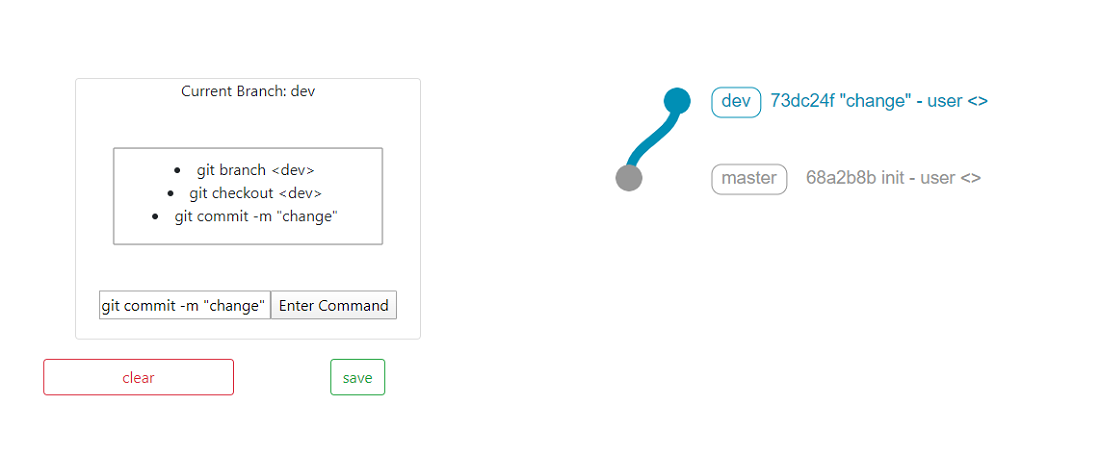 Current Branch: dev
• git branch <dev>
• git checkout <dev>
• git commit -m "change"
git commit -m "change" Enter Command
clear
save
dev 73dc24f "change" - user <>
master 68a2b8b init - user <>